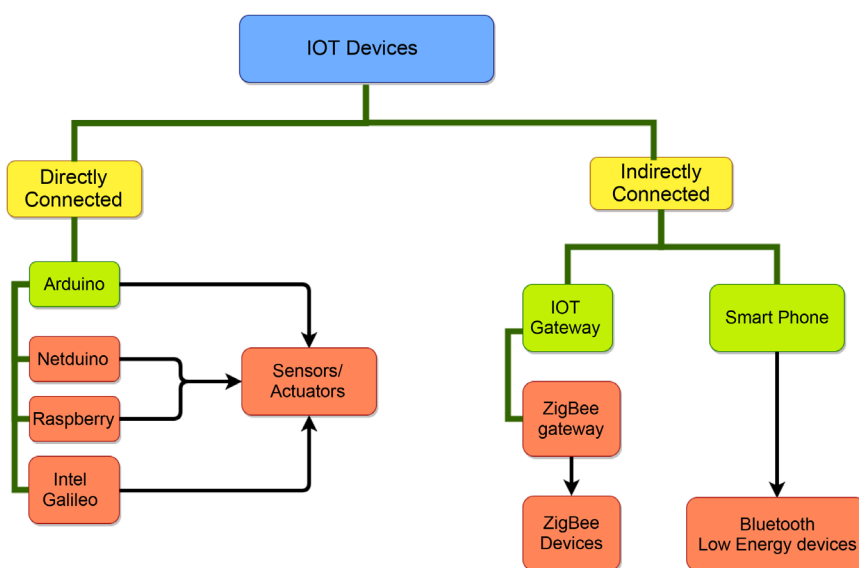 IOT Devices
Directly
Connected
Indirectly
Connected
Arduino
Netduino
Raspberry
Intel
Galileo
Sensors/
Actuators
IOT
Gateway
Smart Phone
ZigBee
gateway
ZigBee
Devices
Bluetooth
Low Energy devices